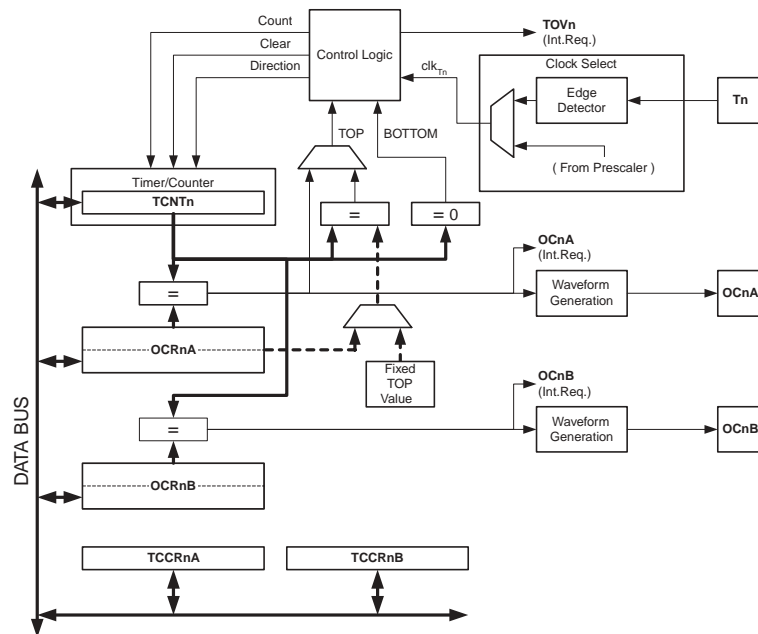 Count
Clear
Direction
Control Logic
TOVn
(Int.Req.)
clkTn
Clock Select
Edge
Detector
Tn
( From Prescaler )
TOP
BOTTOM
Timer/Counter
TCNTn
=
= 0
OCnA
(Int.Req.)
=
Waveform
Generation
OCnA
OCRnA
Fixed
TOP
Value
OCnB
(Int.Req.)
=
Waveform
Generation
OCnB
OCRnB
DATA BUS
TCCRnA
TCCRnB